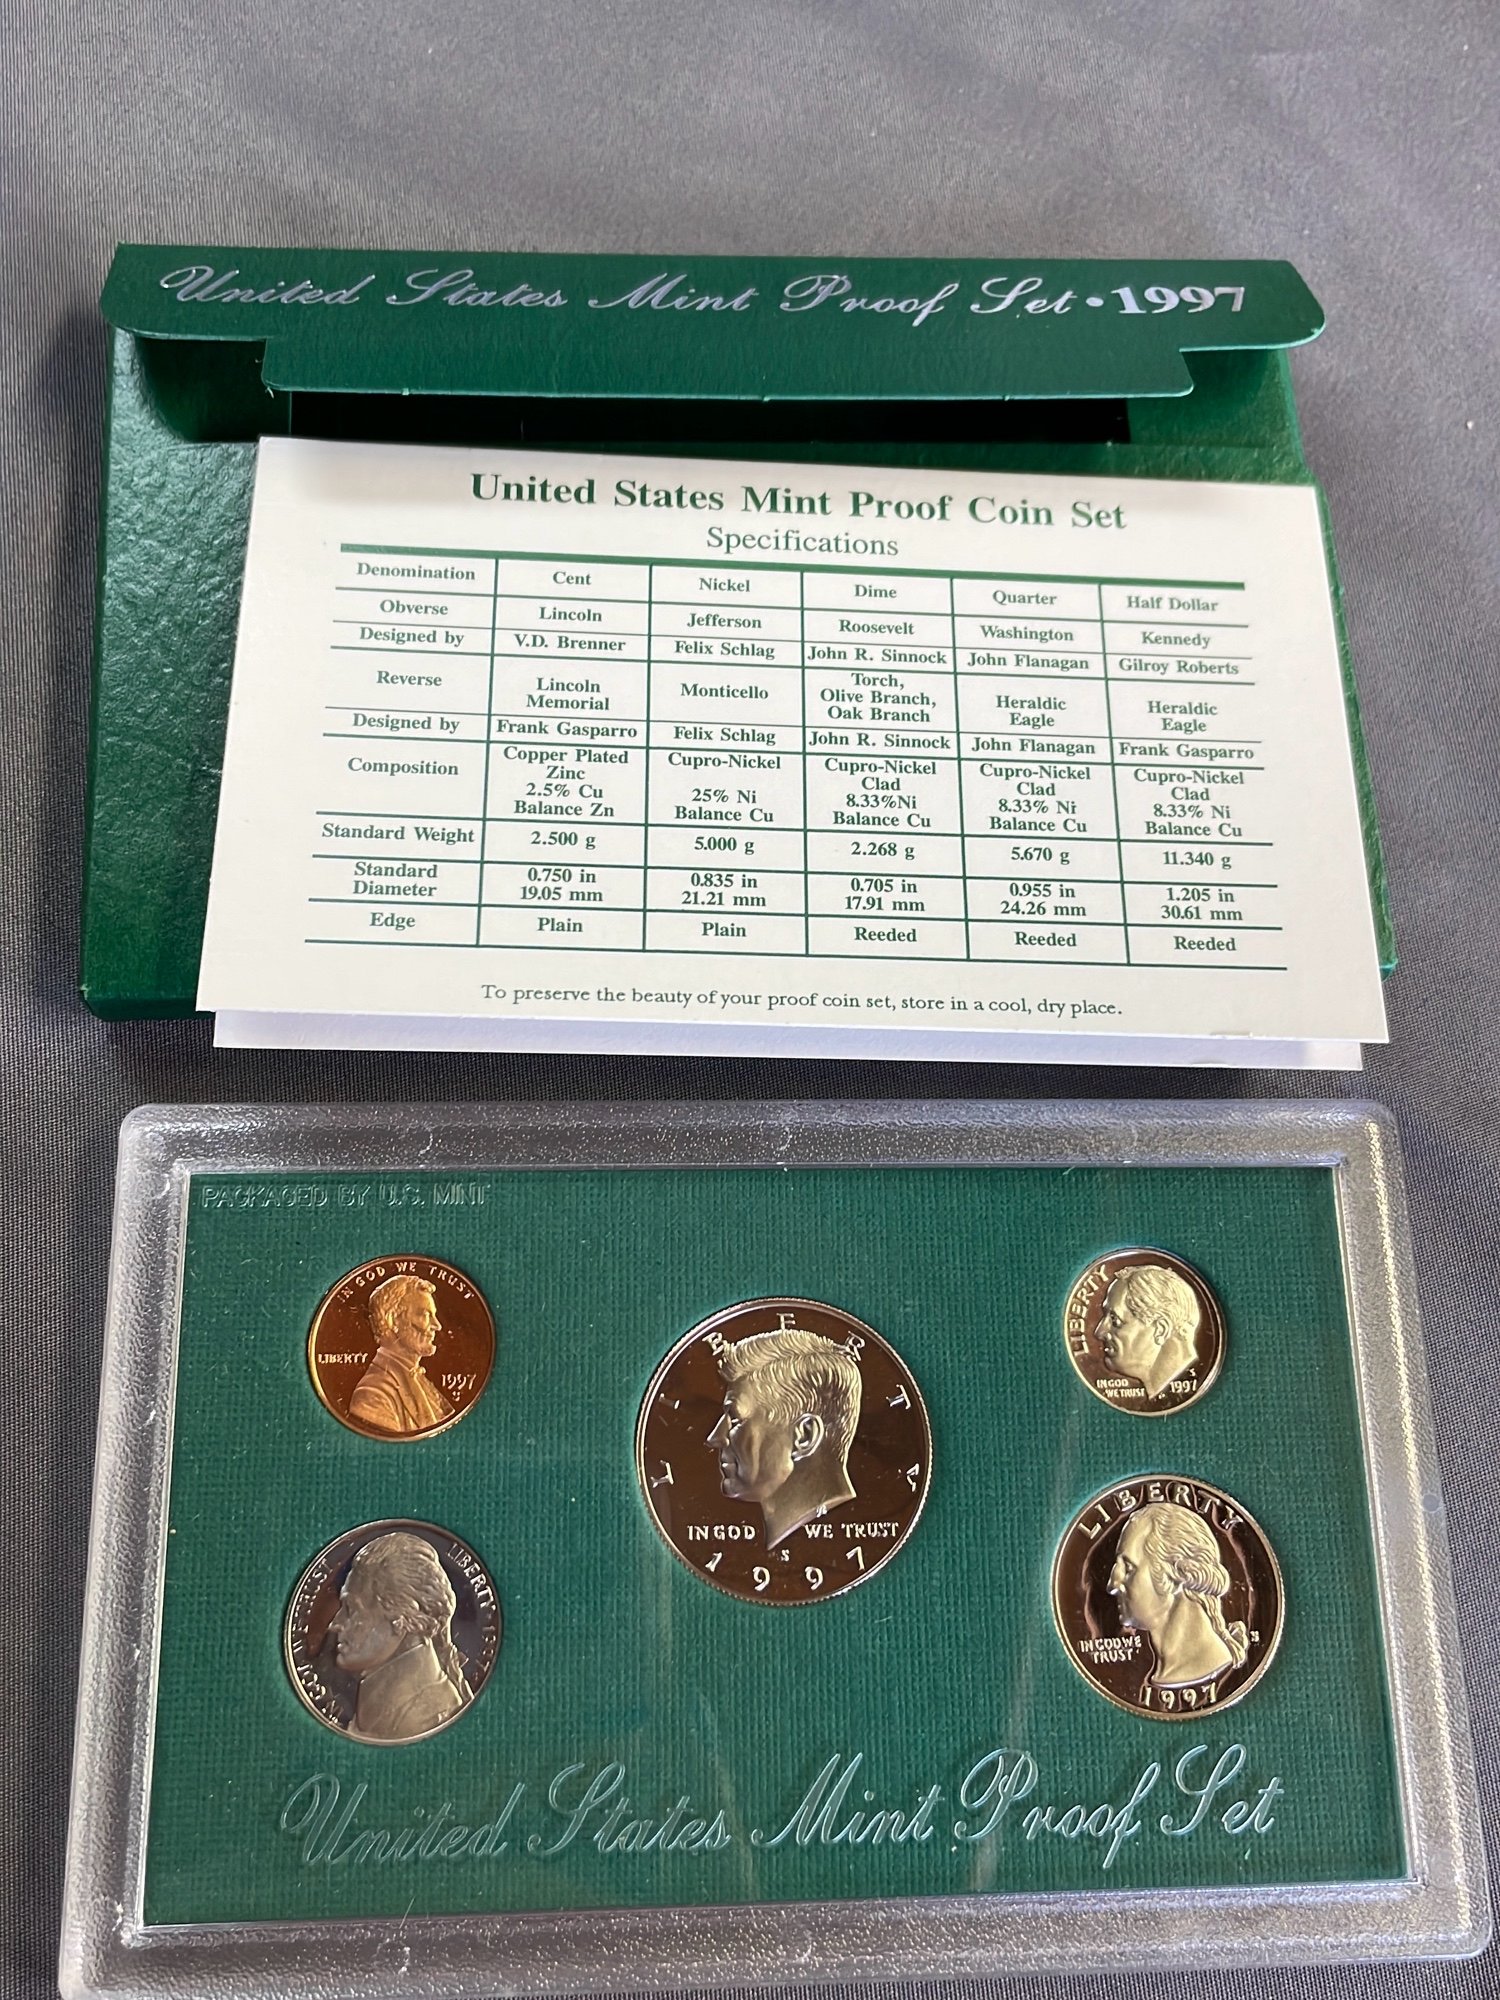 United States Mint Proof Set • 1997
United States Mint Proof Coin Set
Specifications
Denomination Cent Nickel Dime Quarter Half Dollar
Obverse Lincoln Jefferson Roosevelt Washington Kennedy
Designed by V.D. Brenner Felix Schlag John R. Sinnock John Flanagan Gilroy Roberts
Reverse Lincoln Memorial Monticello Torch, Olive Branch, Oak Branch Heraldic Eagle Heraldic Eagle
Designed by Frank Gasparro Felix Schlag John R. Sinnock John Flanagan Frank Gasparro
Composition Copper Plated Zinc 2.5% Cu Balance Zn Cupro-Nickel 25% Ni Balance Cu Cupro-Nickel Clad 8.33%Ni Balance Cu Cupro-Nickel Clad 8.33% Ni Balance Cu Cupro-Nickel Clad 8.33% Ni Balance Cu
Standard Weight 2.500 g 5.000 g 2.268 g 5.670 g 11.340 g
Standard Diameter 0.750 in 19.05 mm 0.835 in 21.21 mm 0.705 in 17.91 mm 0.955 in 24.26 mm 1.205 in 30.61 mm
Edge Plain Plain Reeded Reeded Reeded
To preserve the beauty of your proof coin set, store in a cool, dry place.
PACKAGED BY U.S. MINT
IN GOD WE TRUST
LIBERTY
1997
S
LIBERTY
IN GOD WE TRUST
S
1997
LIBERTY
IN GOD WE TRUST
S
1997
IN GOD WE TRUST
LIBERTY · 1997
LIBERTY
IN GOD WE
TRUST
S
1997
United States Mint Proof Set